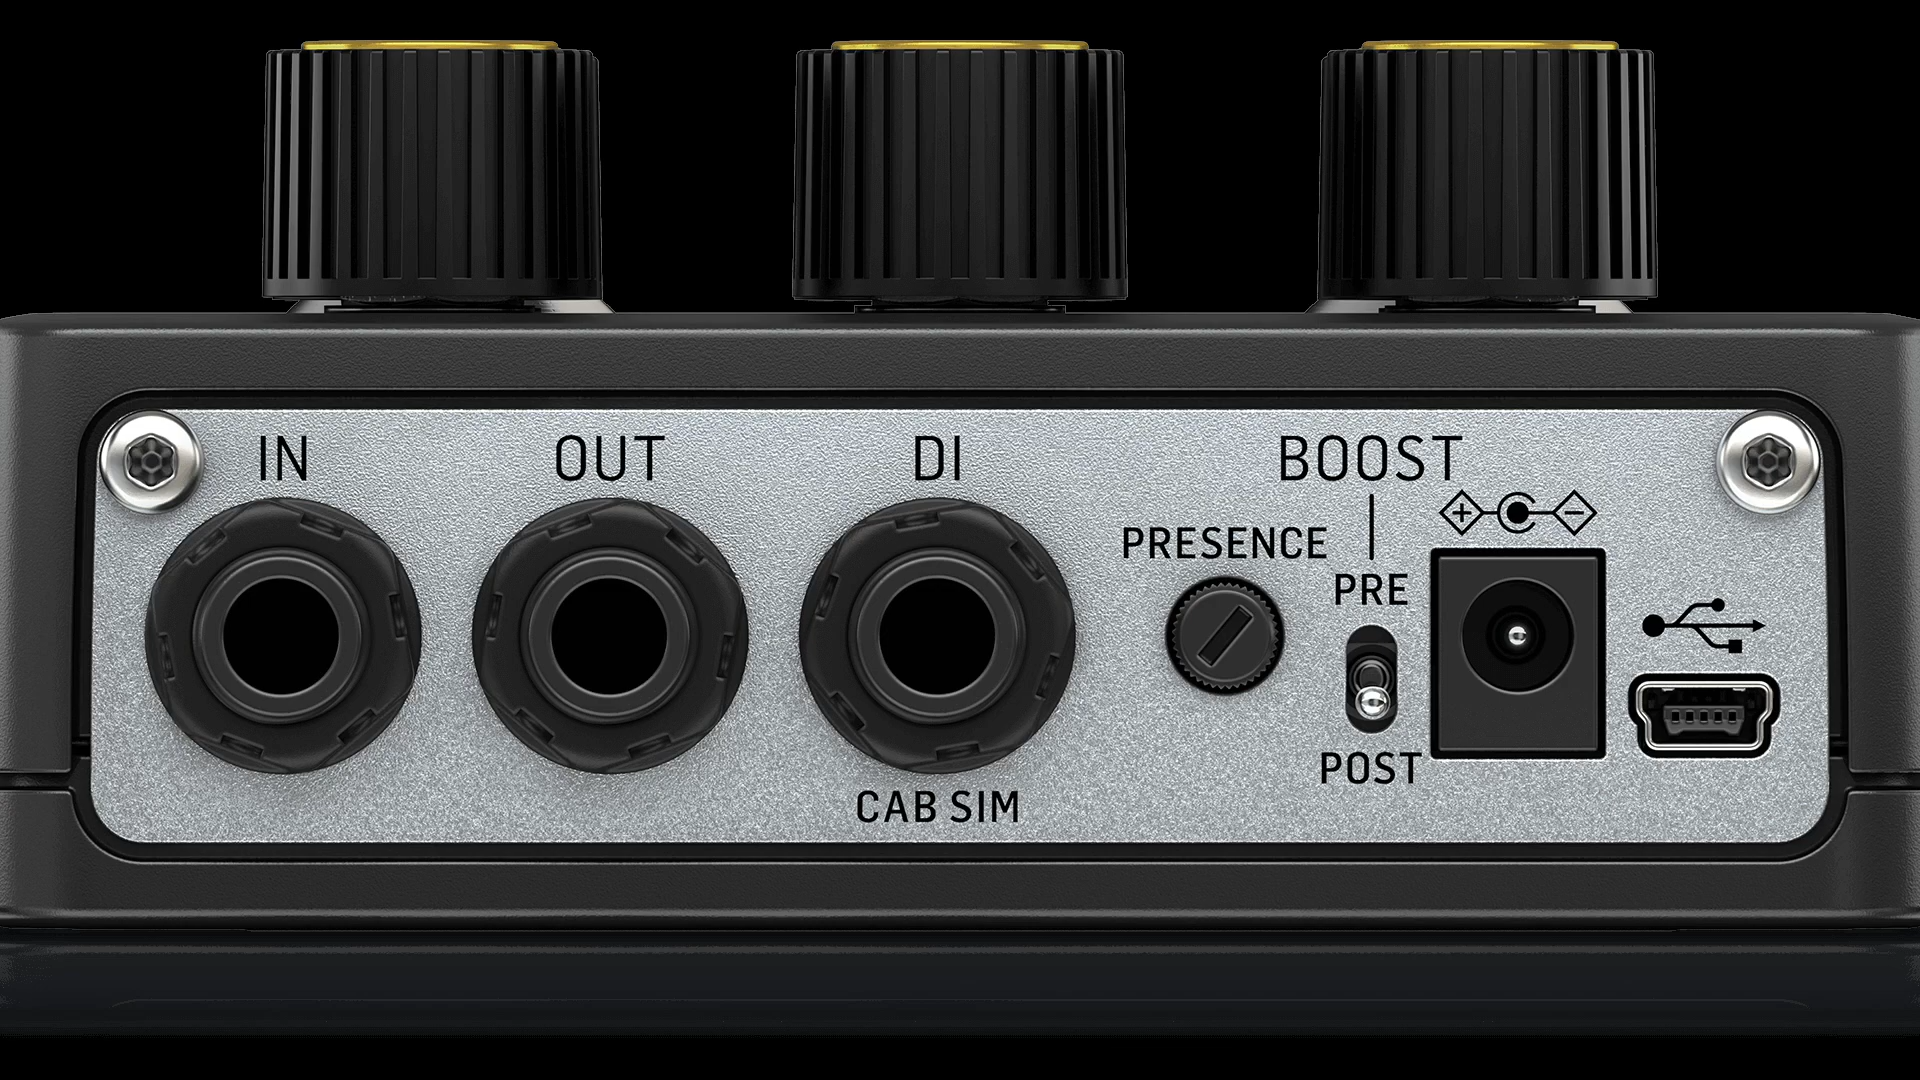 IN
OUT
DI
BOOST
PRESENCE
PRE
POST
CAB SIM